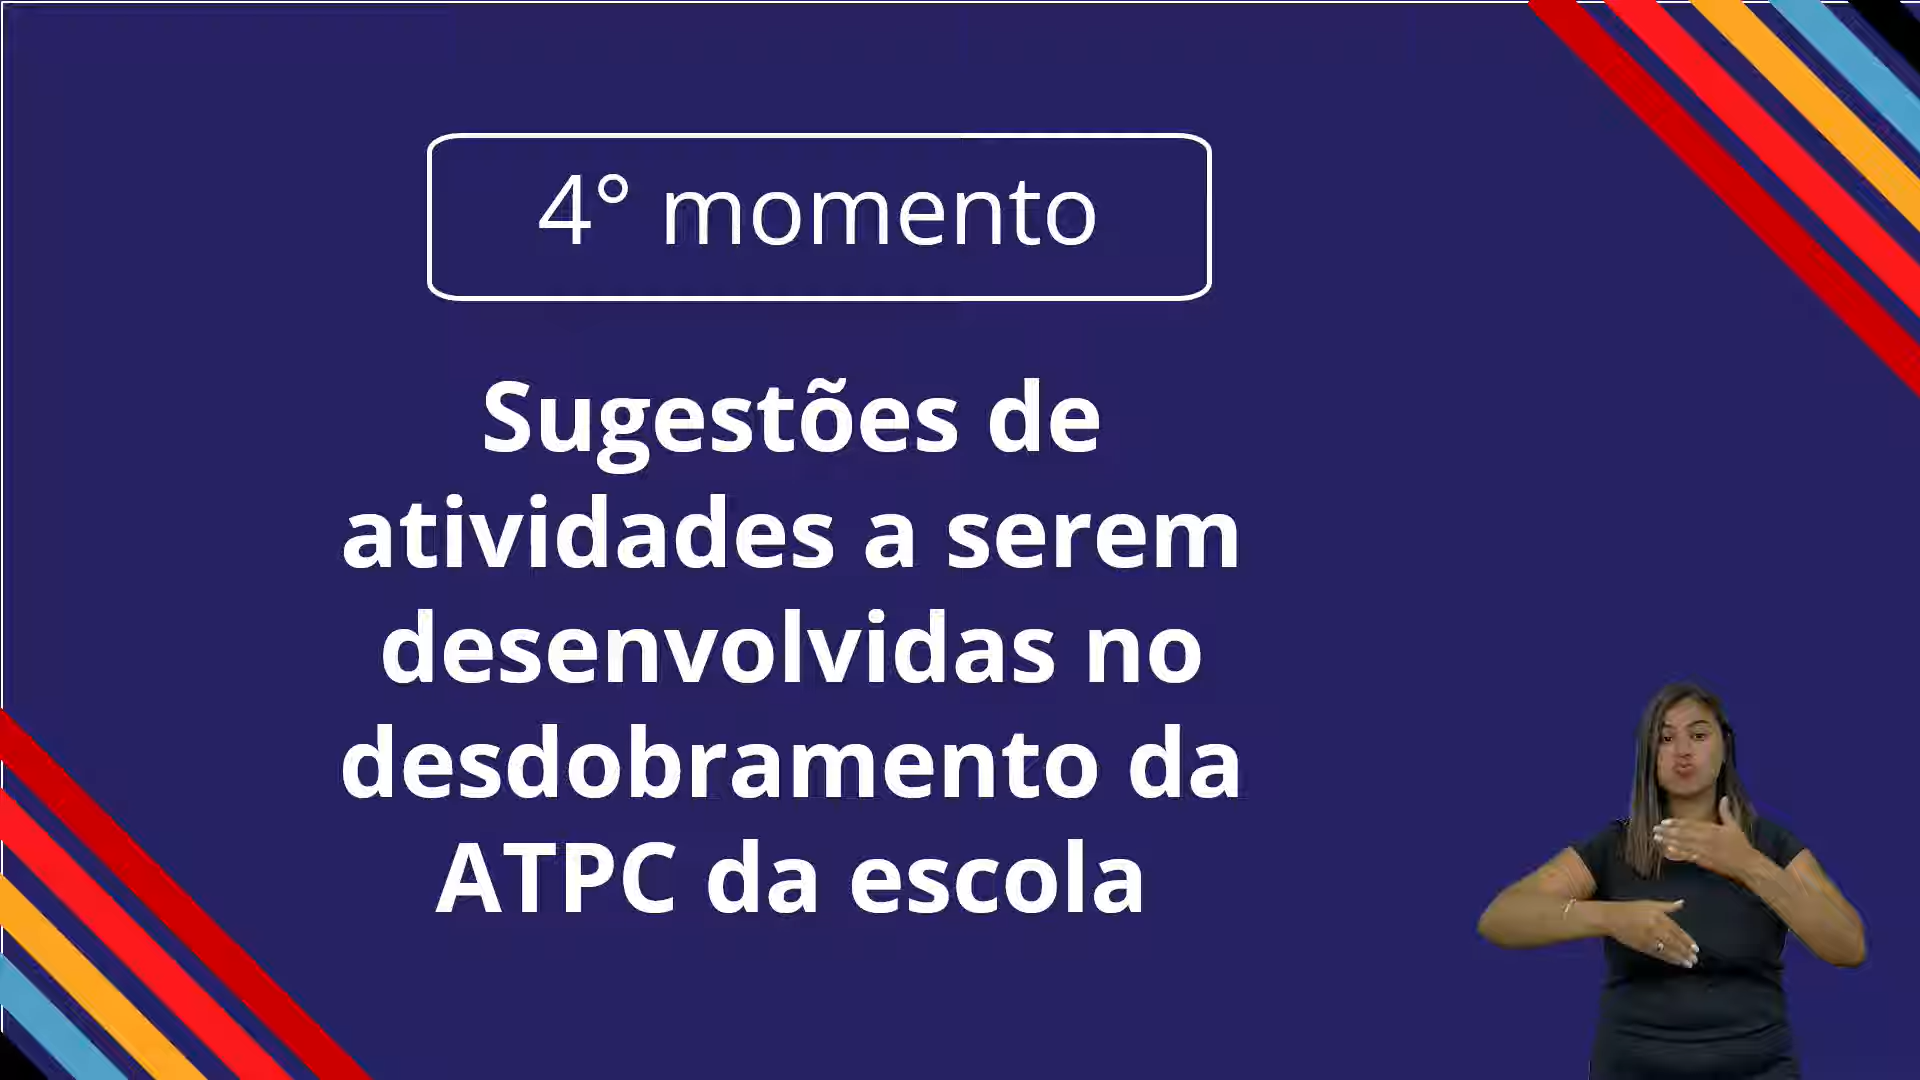 4° momento
Sugestões de
atividades a serem
desenvolvidas no
desdobramento da
ATPC da escola